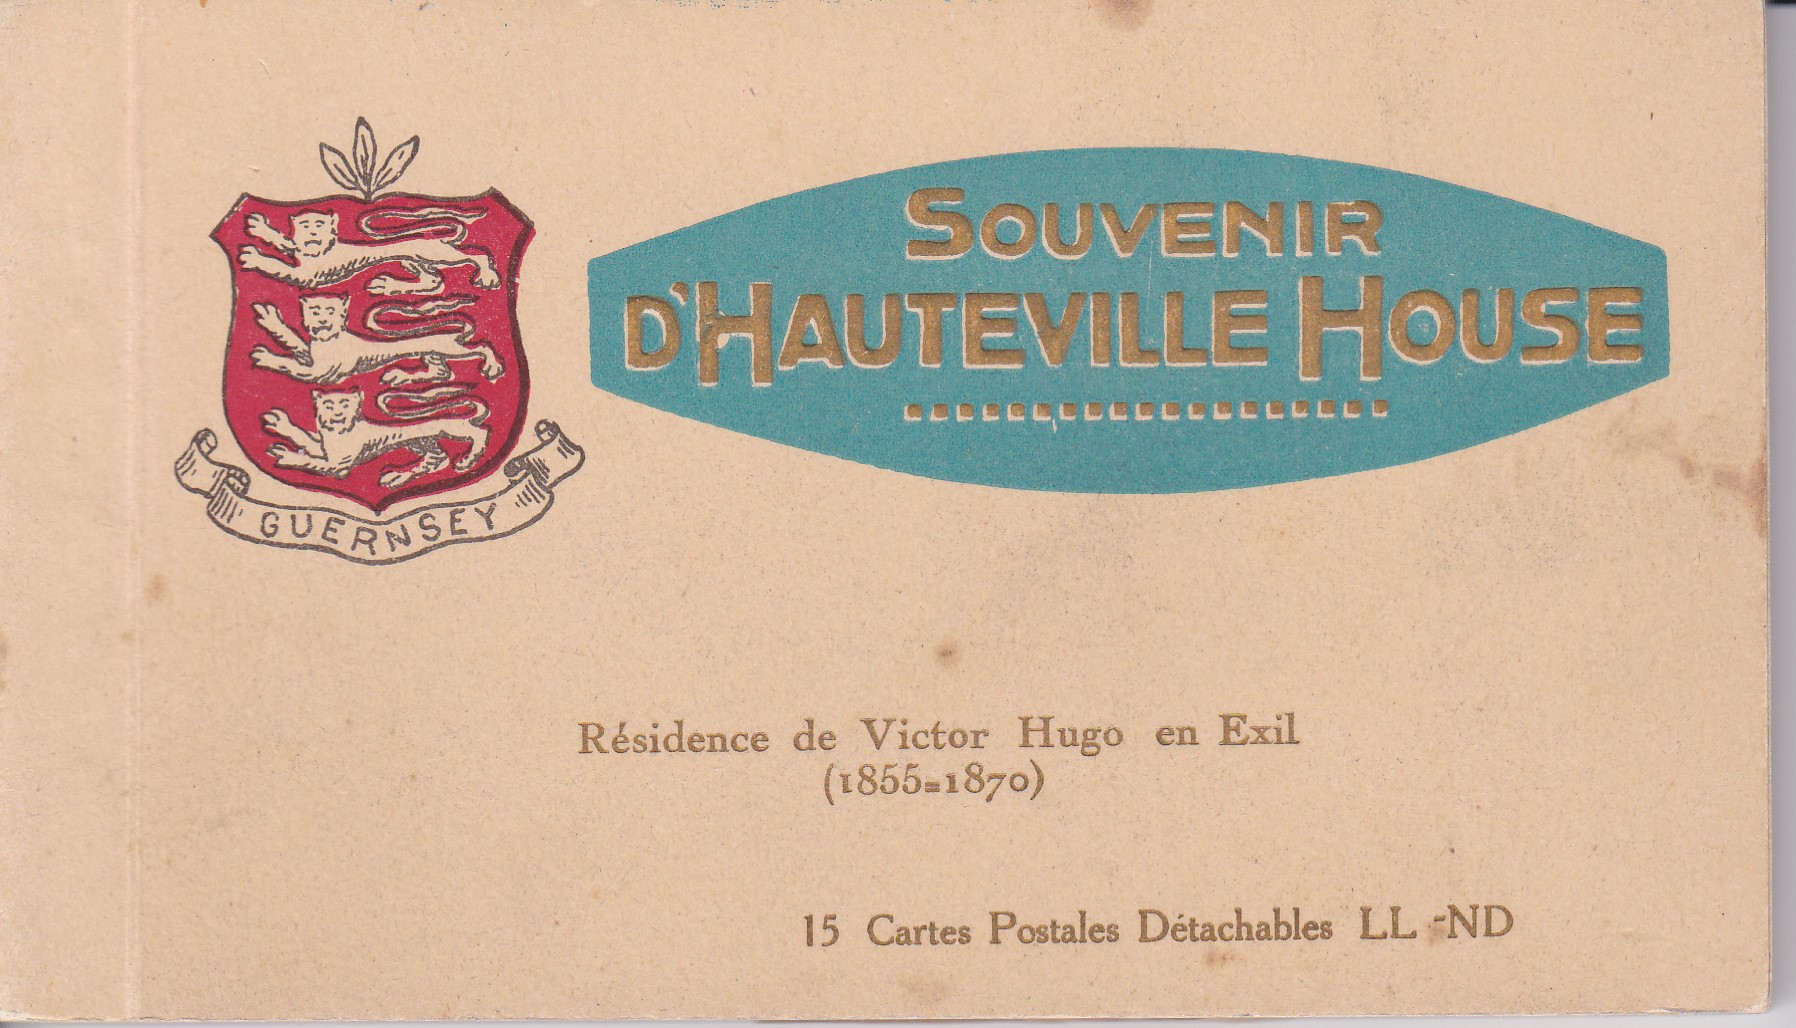 GUERNSEY
SOUVENIR
D'HAUTEVILLE HOUSE
Résidence de Victor Hugo en Exil
(1855=1870)
15 Cartes Postales Détachables LL -ND